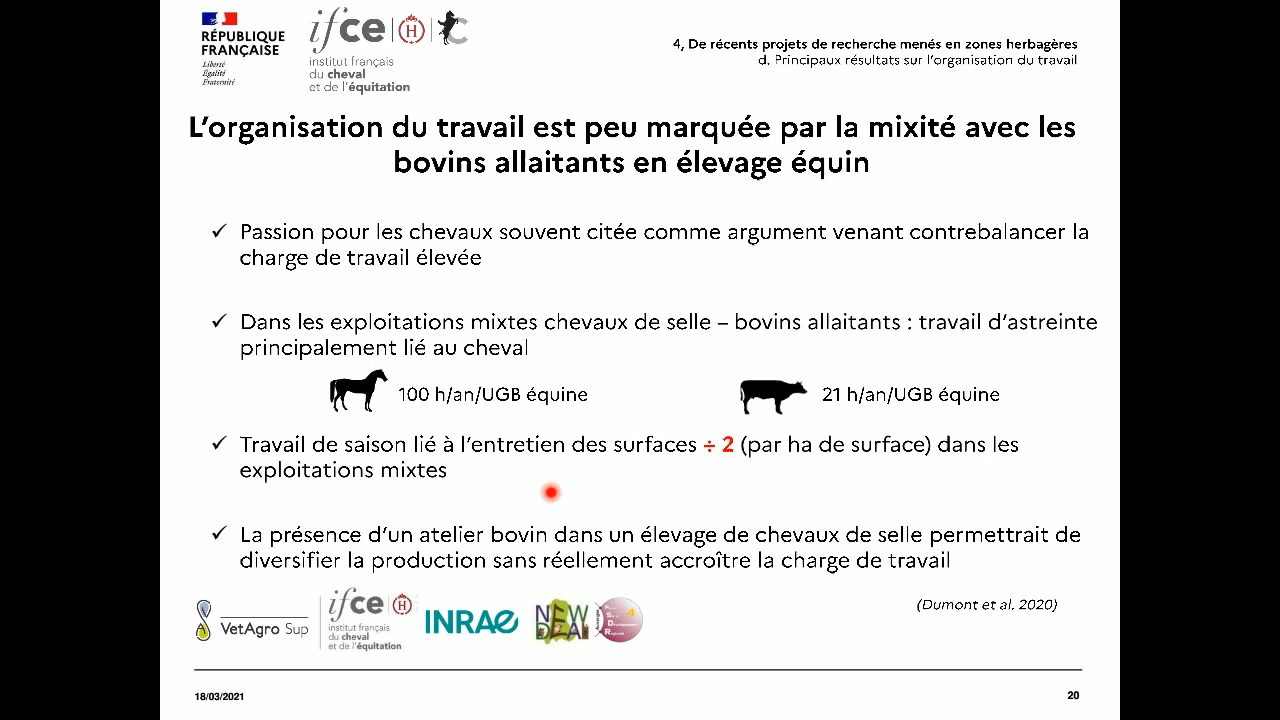 RÉPUBLIQUE
FRANÇAISE
Liberté
Égalité
Fraternité
ifce
institut français
du cheval
et de l'équitation
4, De récents projets de recherche menés en zones herbagères
d. Principaux résultats sur l'organisation du travail
L'organisation du travail est peu marquée par la mixité avec les
bovins allaitants en élevage équin
✓ Passion pour les chevaux souvent citée comme argument venant contrebalancer la
charge de travail élevée
✓ Dans les exploitations mixtes chevaux de selle – bovins allaitants : travail d'astreinte
principalement lié au cheval
100 h/an/UGB équine
21 h/an/UGB équine
✓ Travail de saison lié à l'entretien des surfaces ÷ 2 (par ha de surface) dans les
exploitations mixtes
✓ La présence d'un atelier bovin dans un élevage de chevaux de selle permettrait de
diversifier la production sans réellement accroître la charge de travail
VetAgro Sup
ifce
institut français
du cheval
et de l'équitation
INRAE
NEW
DEAL
(Dumont et al. 2020)
18/03/2021
20